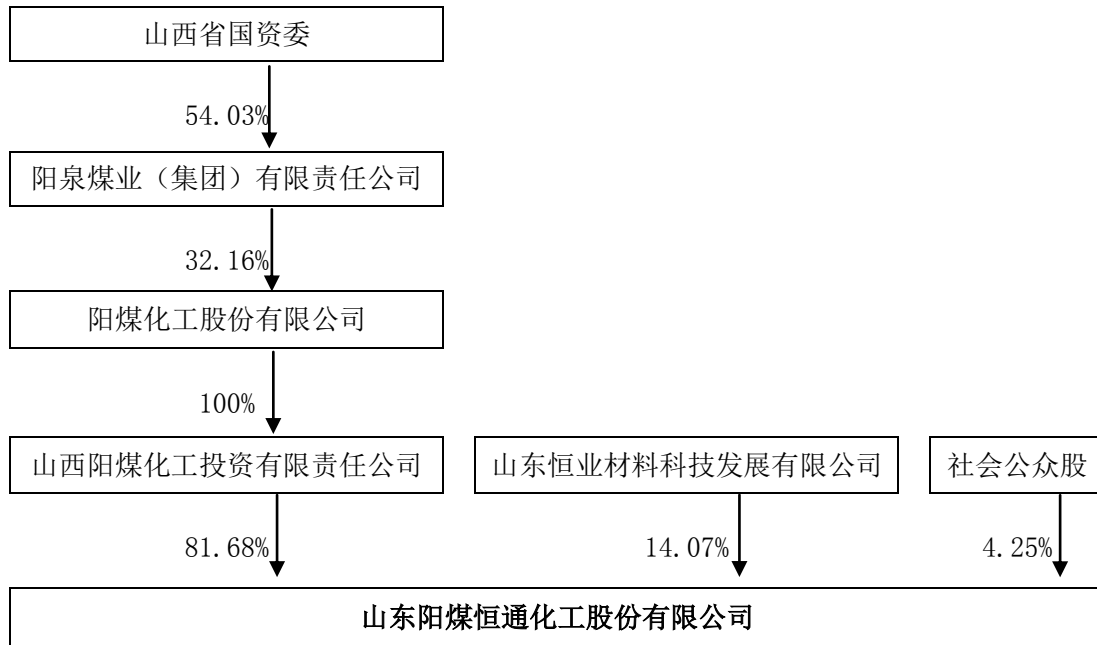 山西省国资委
54.03%
阳泉煤业（集团）有限责任公司
32.16%
阳煤化工股份有限公司
100%
山西阳煤化工投资有限责任公司
山东恒业材料科技发展有限公司
社会公众股
81.68%
14.07%
4.25%
山东阳煤恒通化工股份有限公司